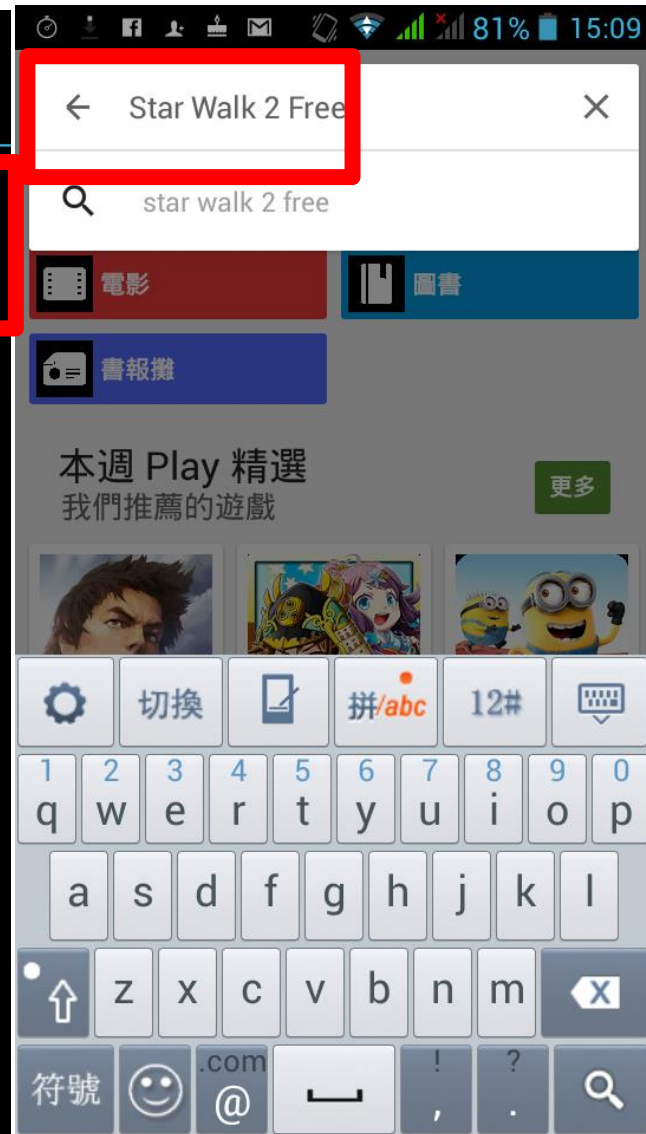 81% 15:09
Star Walk 2 Free
star walk 2 free
電影 圖書
書報攤
本週 Play 精選
我們推薦的遊戲
更多
切換 拼/abc 12#
1 2 3 4 5 6 7 8 9 0
q w e r t y u i o p
a s d f g h j k l
z x c v b n m
符號 .com @ ! , ? .